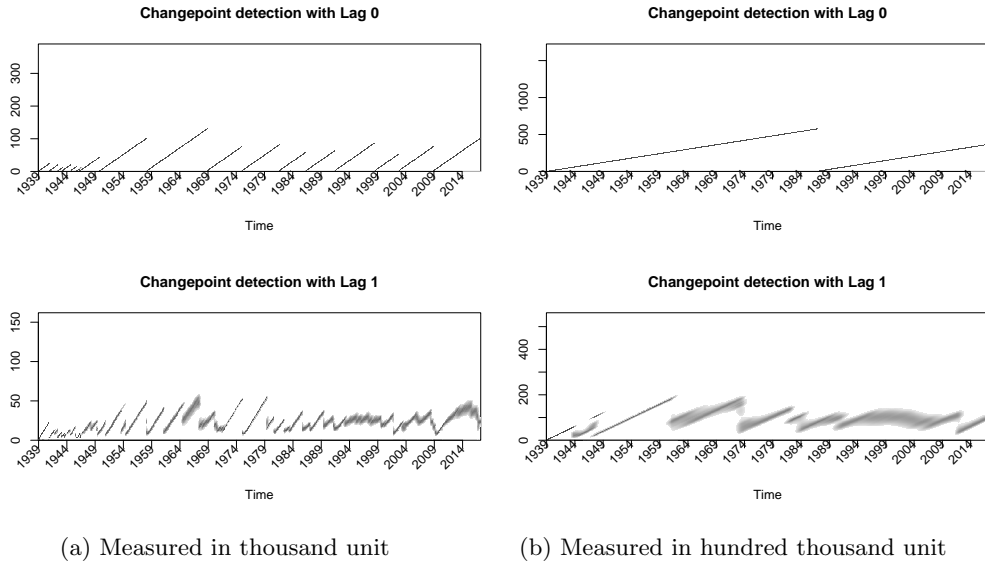 Changepoint detection with Lag 0
300
200
100
0
1939 1944 1949 1954 1959 1964 1969 1974 1979 1984 1989 1994 1999 2004 2009 2014
Time
Changepoint detection with Lag 0
1000
500
0
1939 1944 1949 1954 1959 1964 1969 1974 1979 1984 1989 1994 1999 2004 2009 2014
Time
Changepoint detection with Lag 1
150
100
50
0
1939 1944 1949 1954 1959 1964 1969 1974 1979 1984 1989 1994 1999 2004 2009 2014
Time
Changepoint detection with Lag 1
400
200
0
1939 1944 1949 1954 1959 1964 1969 1974 1979 1984 1989 1994 1999 2004 2009 2014
Time
(a) Measured in thousand unit
(b) Measured in hundred thousand unit